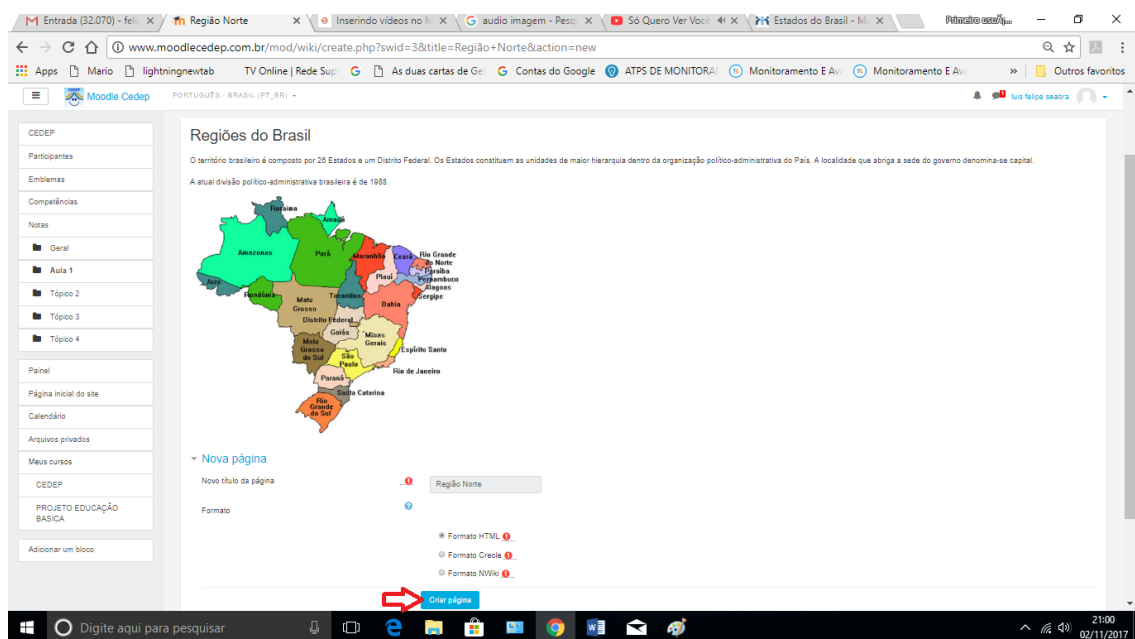 Entrada (32.070) - feli
Região Norte
Inserindo vídeos no M
audio imagem - Pesq
Só Quero Ver Você
Estados do Brasil - M
www.moodlecedep.com.br/mod/wiki/create.php?swid=3&title=Região+Norte&action=new
Apps
Mario
lightningnewtab
TV Online | Rede Sup
As duas cartas de Ge
Contas do Google
ATPS DE MONITORA
Monitoramento E Av
Monitoramento E Av
»
Outros favoritos
Moodle Cedep
PORTUGUÊS - BRASIL (PT_BR)
luis felipe seabra
CEDEP
Participantes
Emblemas
Competências
Notas
Geral
Aula 1
Tópico 2
Tópico 3
Tópico 4
Painel
Página inicial do site
Calendário
Arquivos privados
Meus cursos
CEDEP
PROJETO EDUCAÇÃO
BASICA
Adicionar um bloco
Regiões do Brasil
O território brasileiro é composto por 26 Estados e um Distrito Federal. Os Estados constituem as unidades de maior hierarquia dentro da organização político-administrativa do País. A localidade que abriga a sede do governo denomina-se capital.
A atual divisão político-administrativa brasileira é de 1988.
Roraima
Amapá
Amazonas
Pará
Maranhão
Ceará
Rio Grande
do Norte
Paraíba
Pernambuco
Alagoas
Sergipe
Piauí
Acre
Rondônia
Mato
Grosso
Tocantins
Bahia
Distrito Federal
Goiás
Minas
Gerais
Mato
Grosso
do Sul
São
Paulo
Espírito Santo
Rio de Janeiro
Paraná
Santa Catarina
Rio
Grande
do Sul
Nova página
Novo título da página
Região Norte
Formato
Formato HTML
Formato Creole
Formato NWiki
Criar página
Digite aqui para pesquisar
21:00
02/11/2017